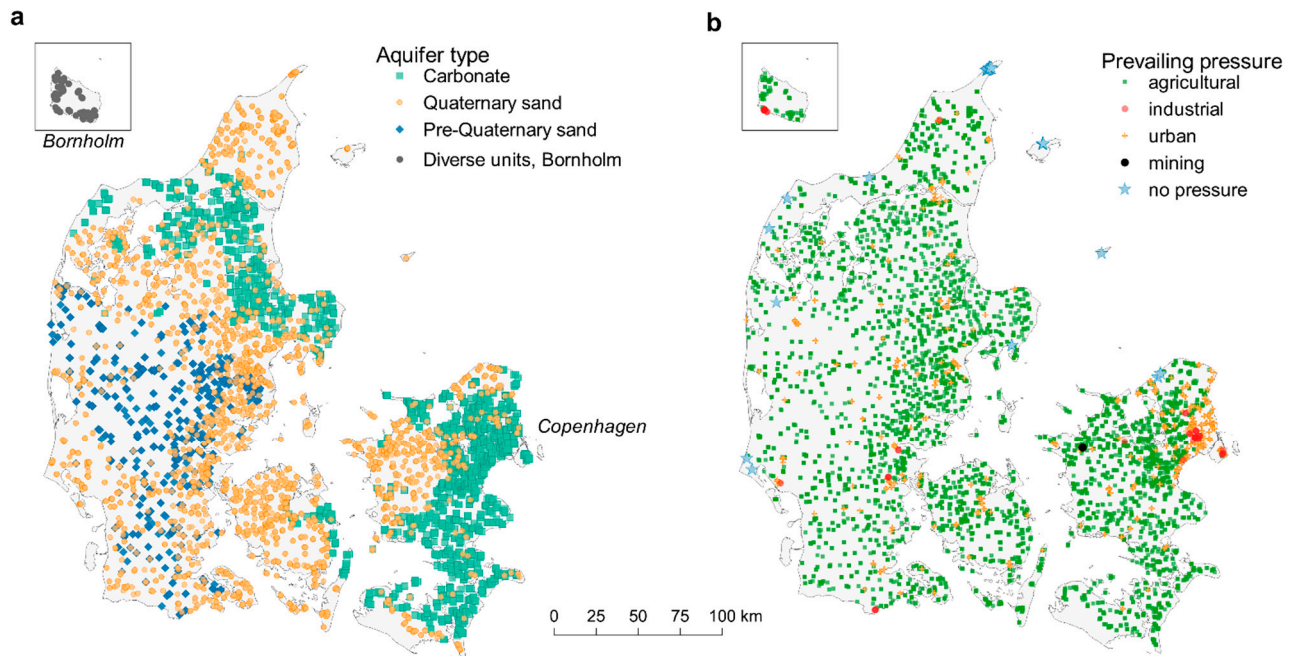 a
Aquifer type
Carbonate
Quaternary sand
Pre-Quaternary sand
Diverse units, Bornholm
Bornholm
Copenhagen
0 25 50 75 100 km
b
Prevailing pressure
agricultural
industrial
urban
mining
no pressure